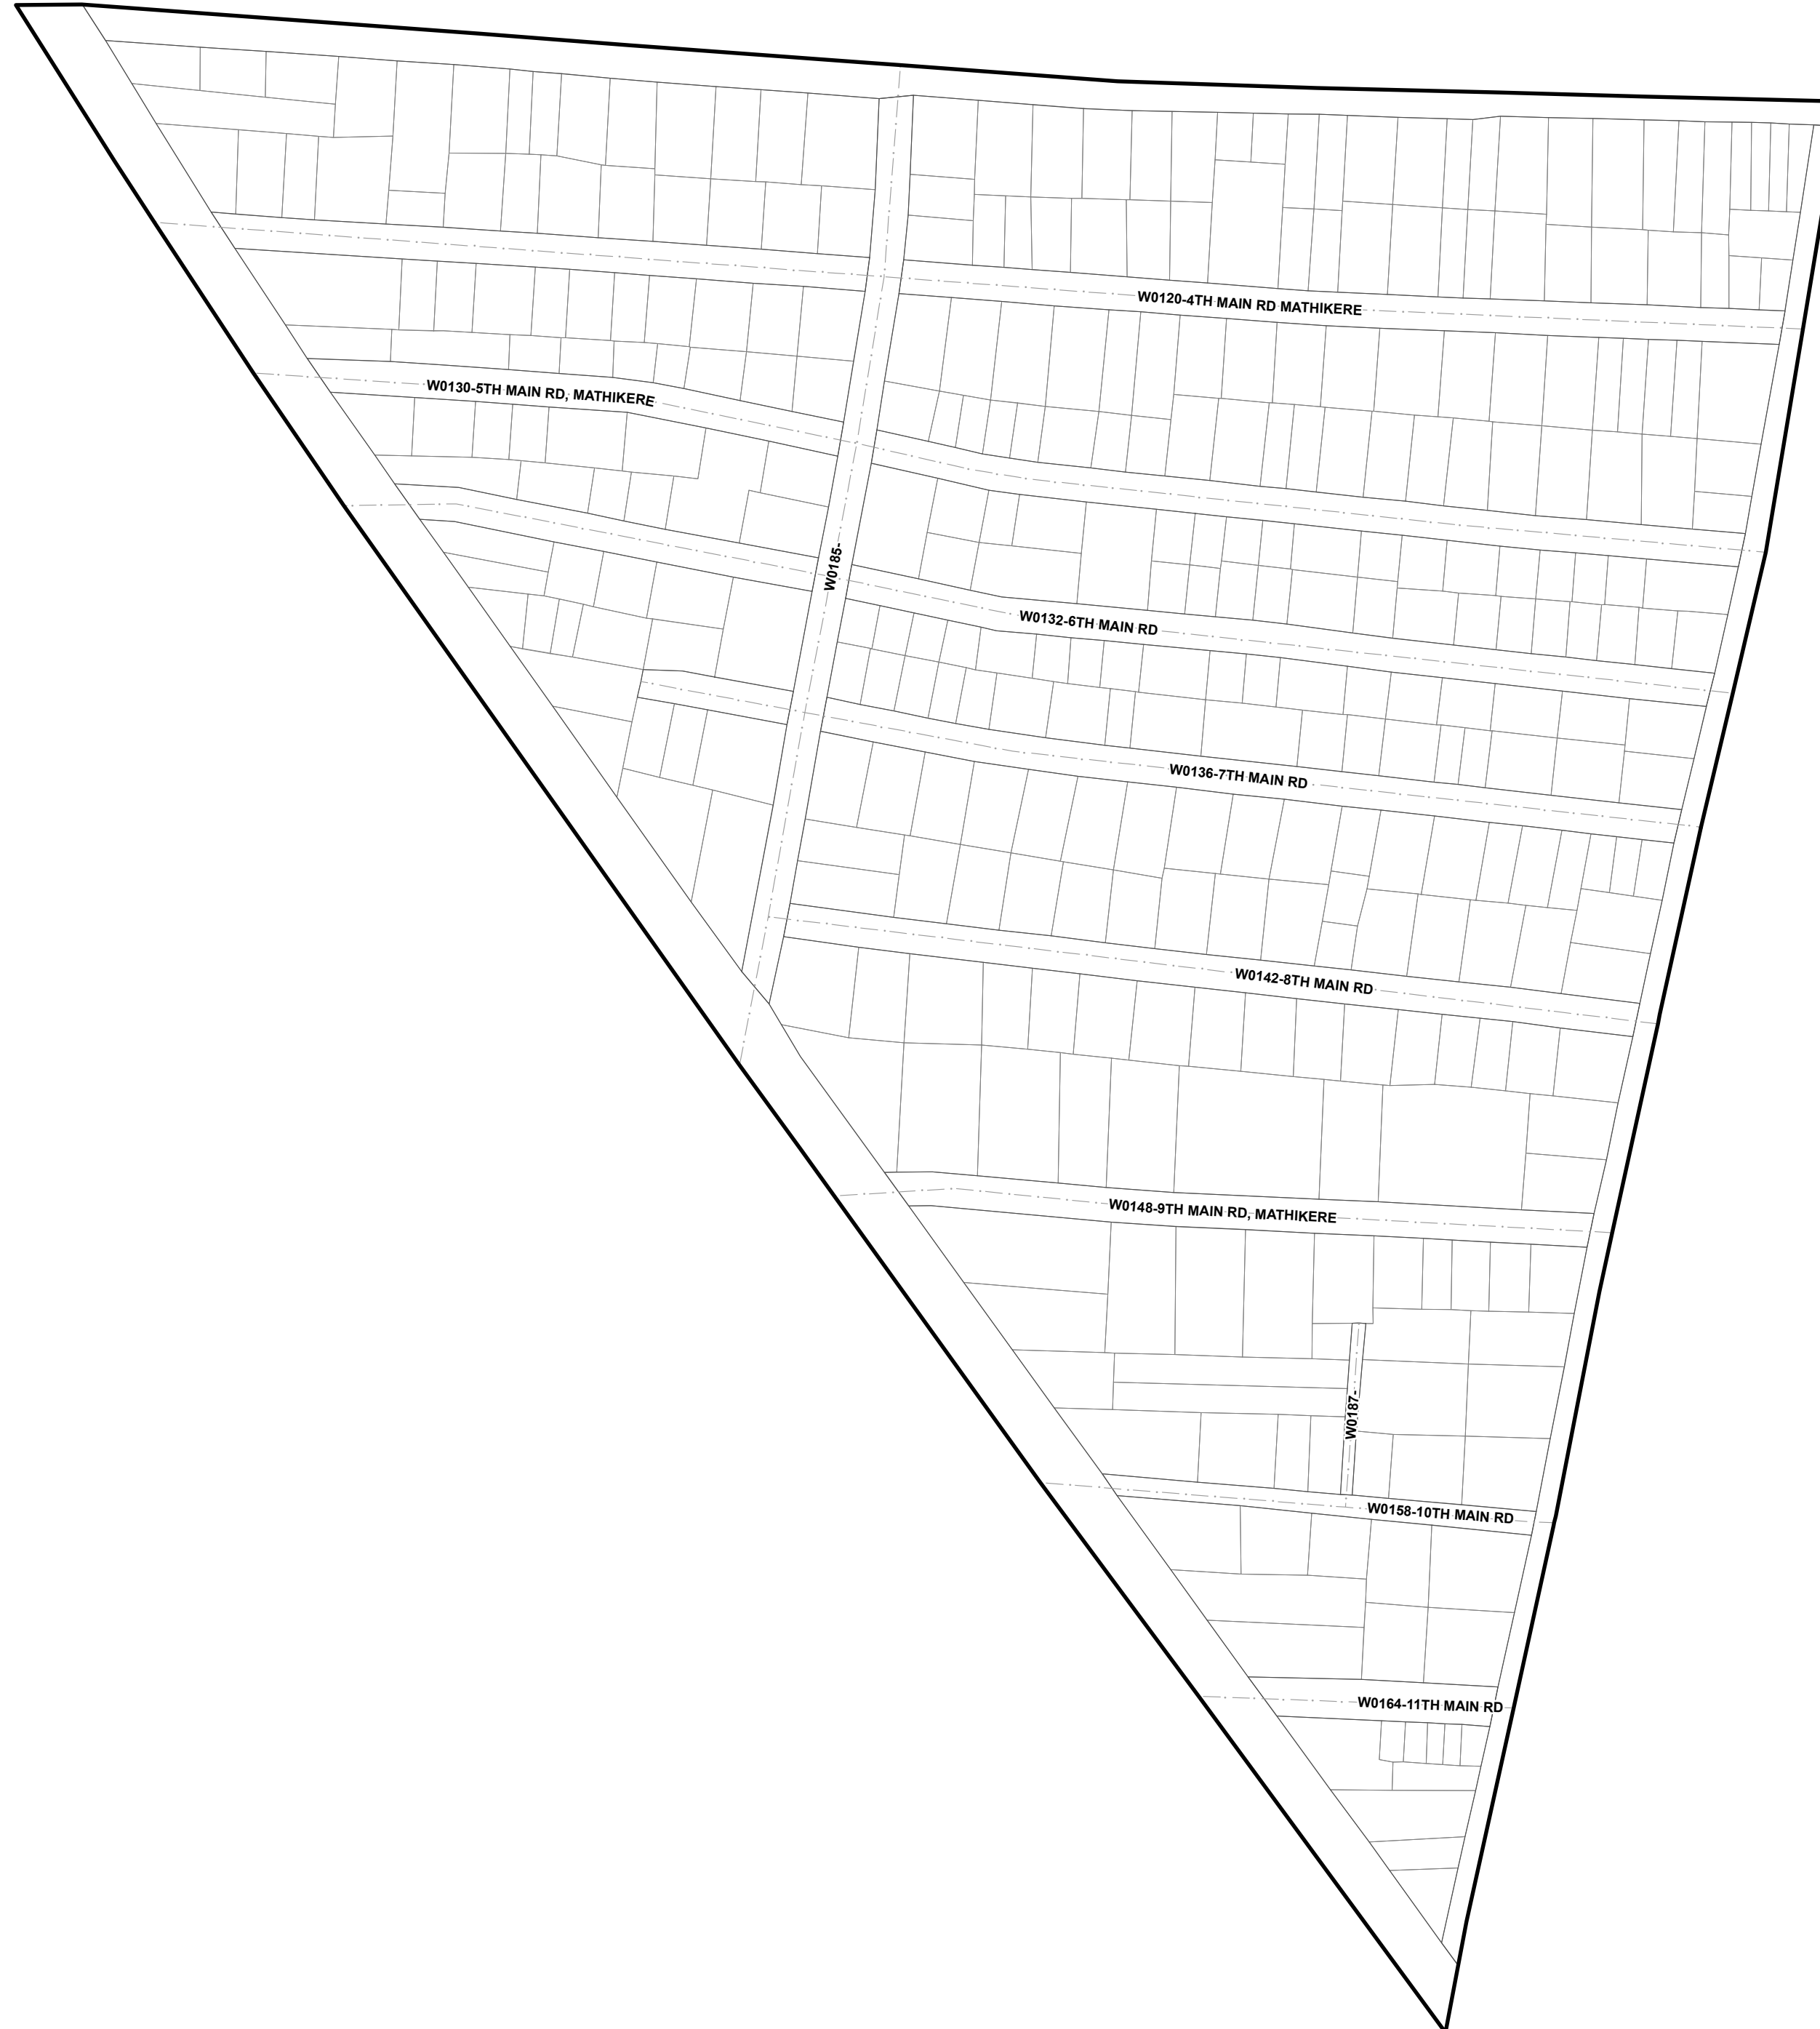 W0120-4TH MAIN RD MATHIKERE
W0130-5TH MAIN RD, MATHIKERE
W0185-
W0132-6TH MAIN RD
W0136-7TH MAIN RD
W0142-8TH MAIN RD
W0148-9TH MAIN RD, MATHIKERE
W0187-
W0158-10TH MAIN RD
W0164-11TH MAIN RD